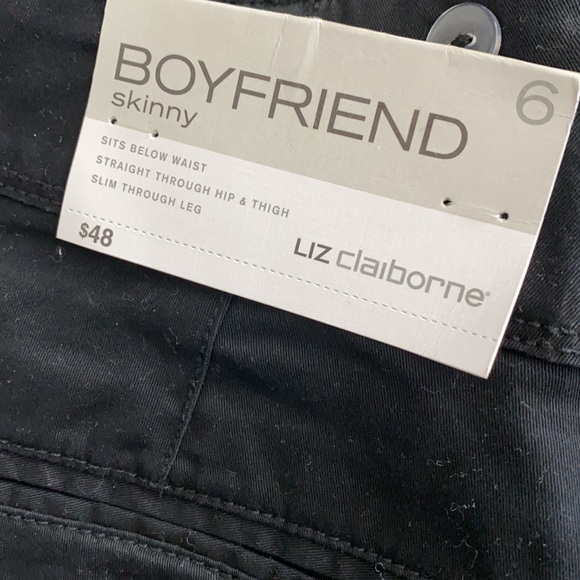 BOYFRIEND 6
skinny
SITS BELOW WAIST
STRAIGHT THROUGH HIP & THIGH
SLIM THROUGH LEG
$48
LIZ claiborne®